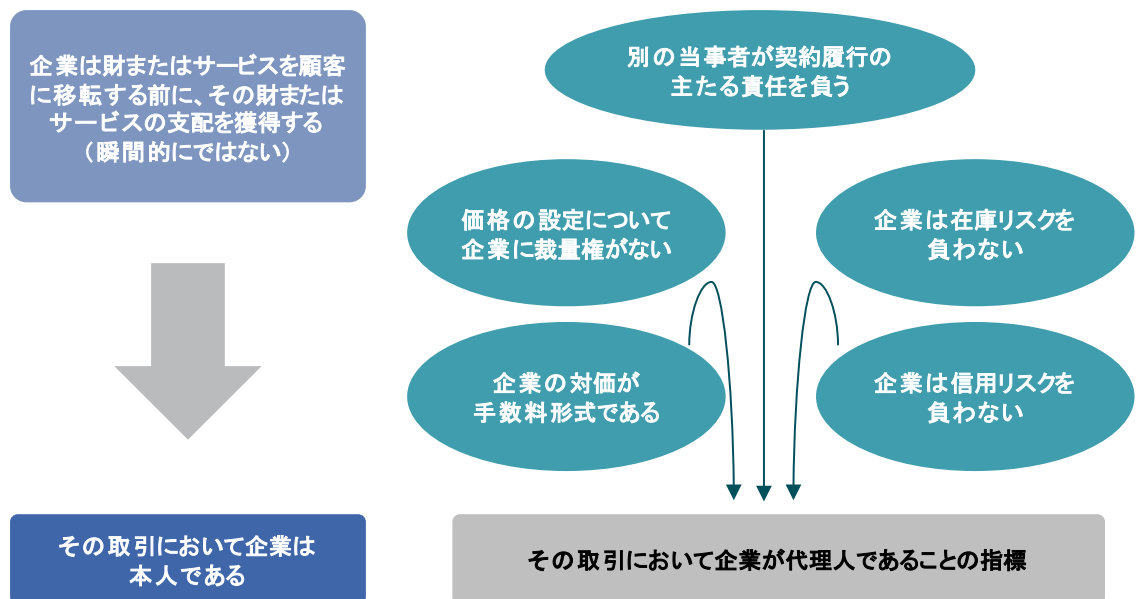 企業は財またはサービスを顧客
に移転する前に、その財または
サービスの支配を獲得する
（瞬間的にではない）
その取引において企業は
本人である
別の当事者が契約履行の
主たる責任を負う
価格の設定について
企業に裁量権がない
企業は在庫リスクを
負わない
企業の対価が
手数料形式である
企業は信用リスクを
負わない
その取引において企業が代理人であることの指標